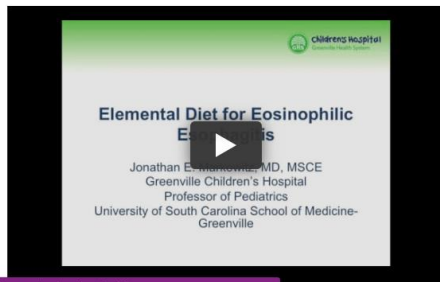 Children's Hospital
Greenville Health System
Elemental Diet for Eosinophilic
Jonathan E. MD, MSCE
Greenville Children's Hospital
Professor of Pediatrics
University of South Carolina School of Medicine-
Greenville